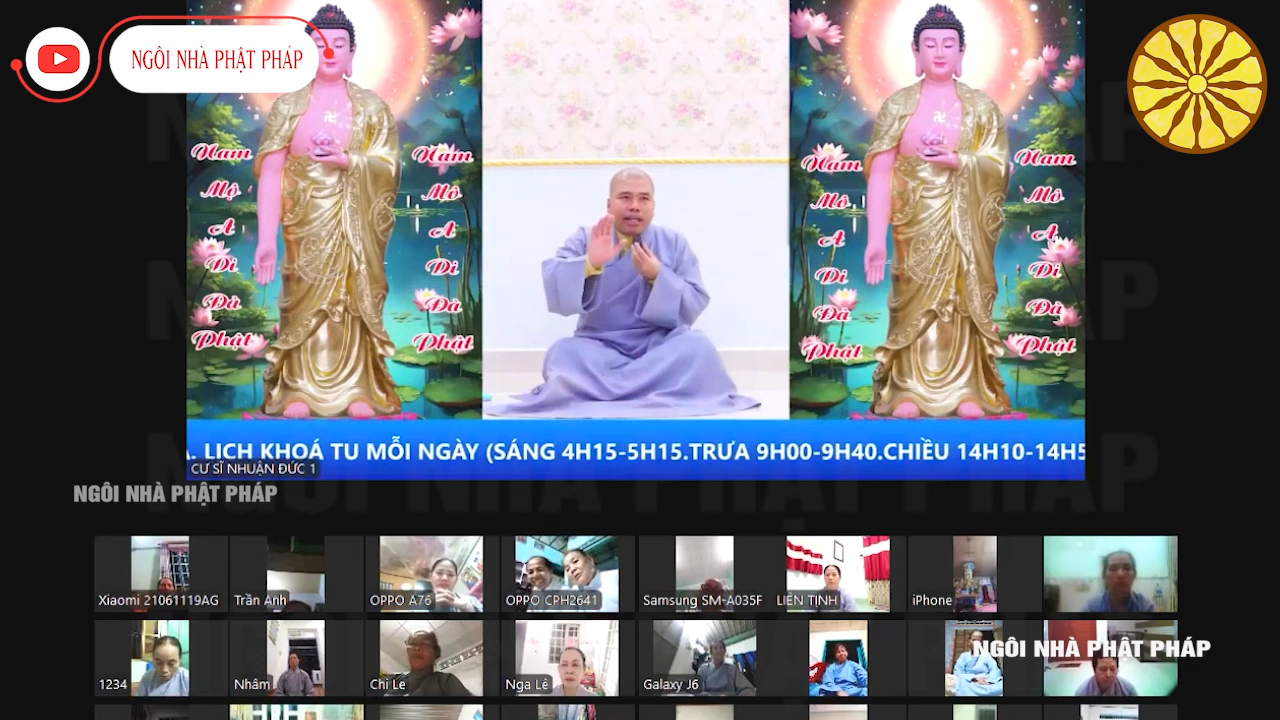 NGÔI NHÀ PHẬT PHÁP
Nam
Mộ
A
Di
Đà
Phật
Nam
Mô
A
Di
Đà
Phật
Nam
Mô
A
Di
Đà
Phật
Nam
Mô
A
Di
Đà
Phật
LỊCH KHOÁ TU MỖI NGÀY (SÁNG 4H15-5H15.TRƯA 9H00-9H40.CHIỀU 14H10-14H5
CƯ SĨ NHUẬN ĐỨC 1
NGÔI NHÀ PHẬT PHÁP
Xiaomi 21061119AG
Trần Anh
OPPO A76
OPPO CPH2641
Samsung SM-A035F
LIÊN TỊNH
iPhone
1234
Nhâm
Chi Le
Nga Lê
Galaxy J6
NGÔI NHÀ PHẬT PHÁP